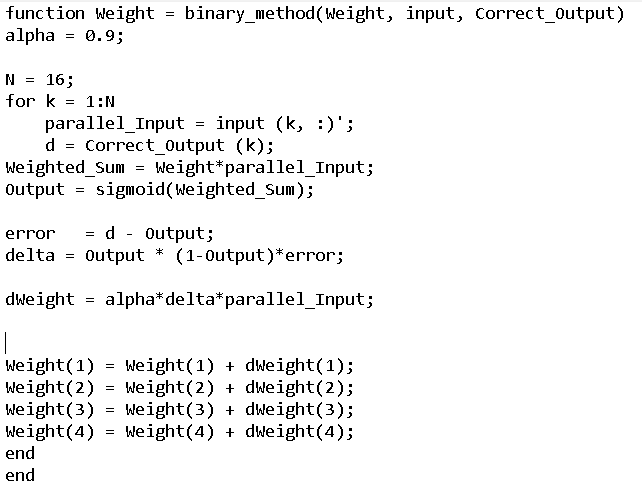 function Weight = binary_method(Weight, input, Correct_Output)
alpha = 0.9;
N = 16;
for k = 1:N
parallel_Input = input (k, :)';
d = Correct_Output (k);
Weighted_Sum = Weight*parallel_Input;
Output = sigmoid(Weighted_Sum);
error = d - Output;
delta = Output * (1-Output)*error;
dWeight = alpha*delta*parallel_Input;
Weight(1) = Weight(1) + dWeight(1);
Weight(2) = Weight(2) + dWeight(2);
Weight(3) = Weight(3) + dWeight(3);
Weight(4) = Weight(4) + dWeight(4);
end
end